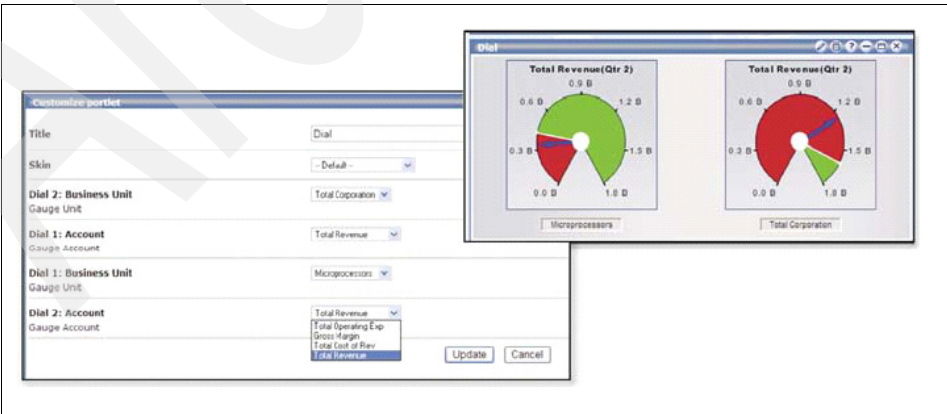 Customize portlet
Title
Dial
Skin
-- Default --
Dial 2: Business Unit
Total Corporation
Gauge Unit
Dial 1: Account
Total Revenue
Gauge Account
Dial 1: Business Unit
Microprocessors
Gauge Unit
Dial 2: Account
Total Revenue
Gauge Account
Total Operating Exp
Gross Margin
Total Cost of Rev
Total Revenue
Update
Cancel
Dial
Total Revenue(Qtr 2)
0.9 B
0.6 B
1.2 B
0.3 B
1.5 B
0.0 B
1.8 B
Microprocessors
Total Revenue(Qtr 2)
0.9 B
0.6 B
1.2 B
0.3 B
1.5 B
0.0 B
1.8 B
Total Corporation